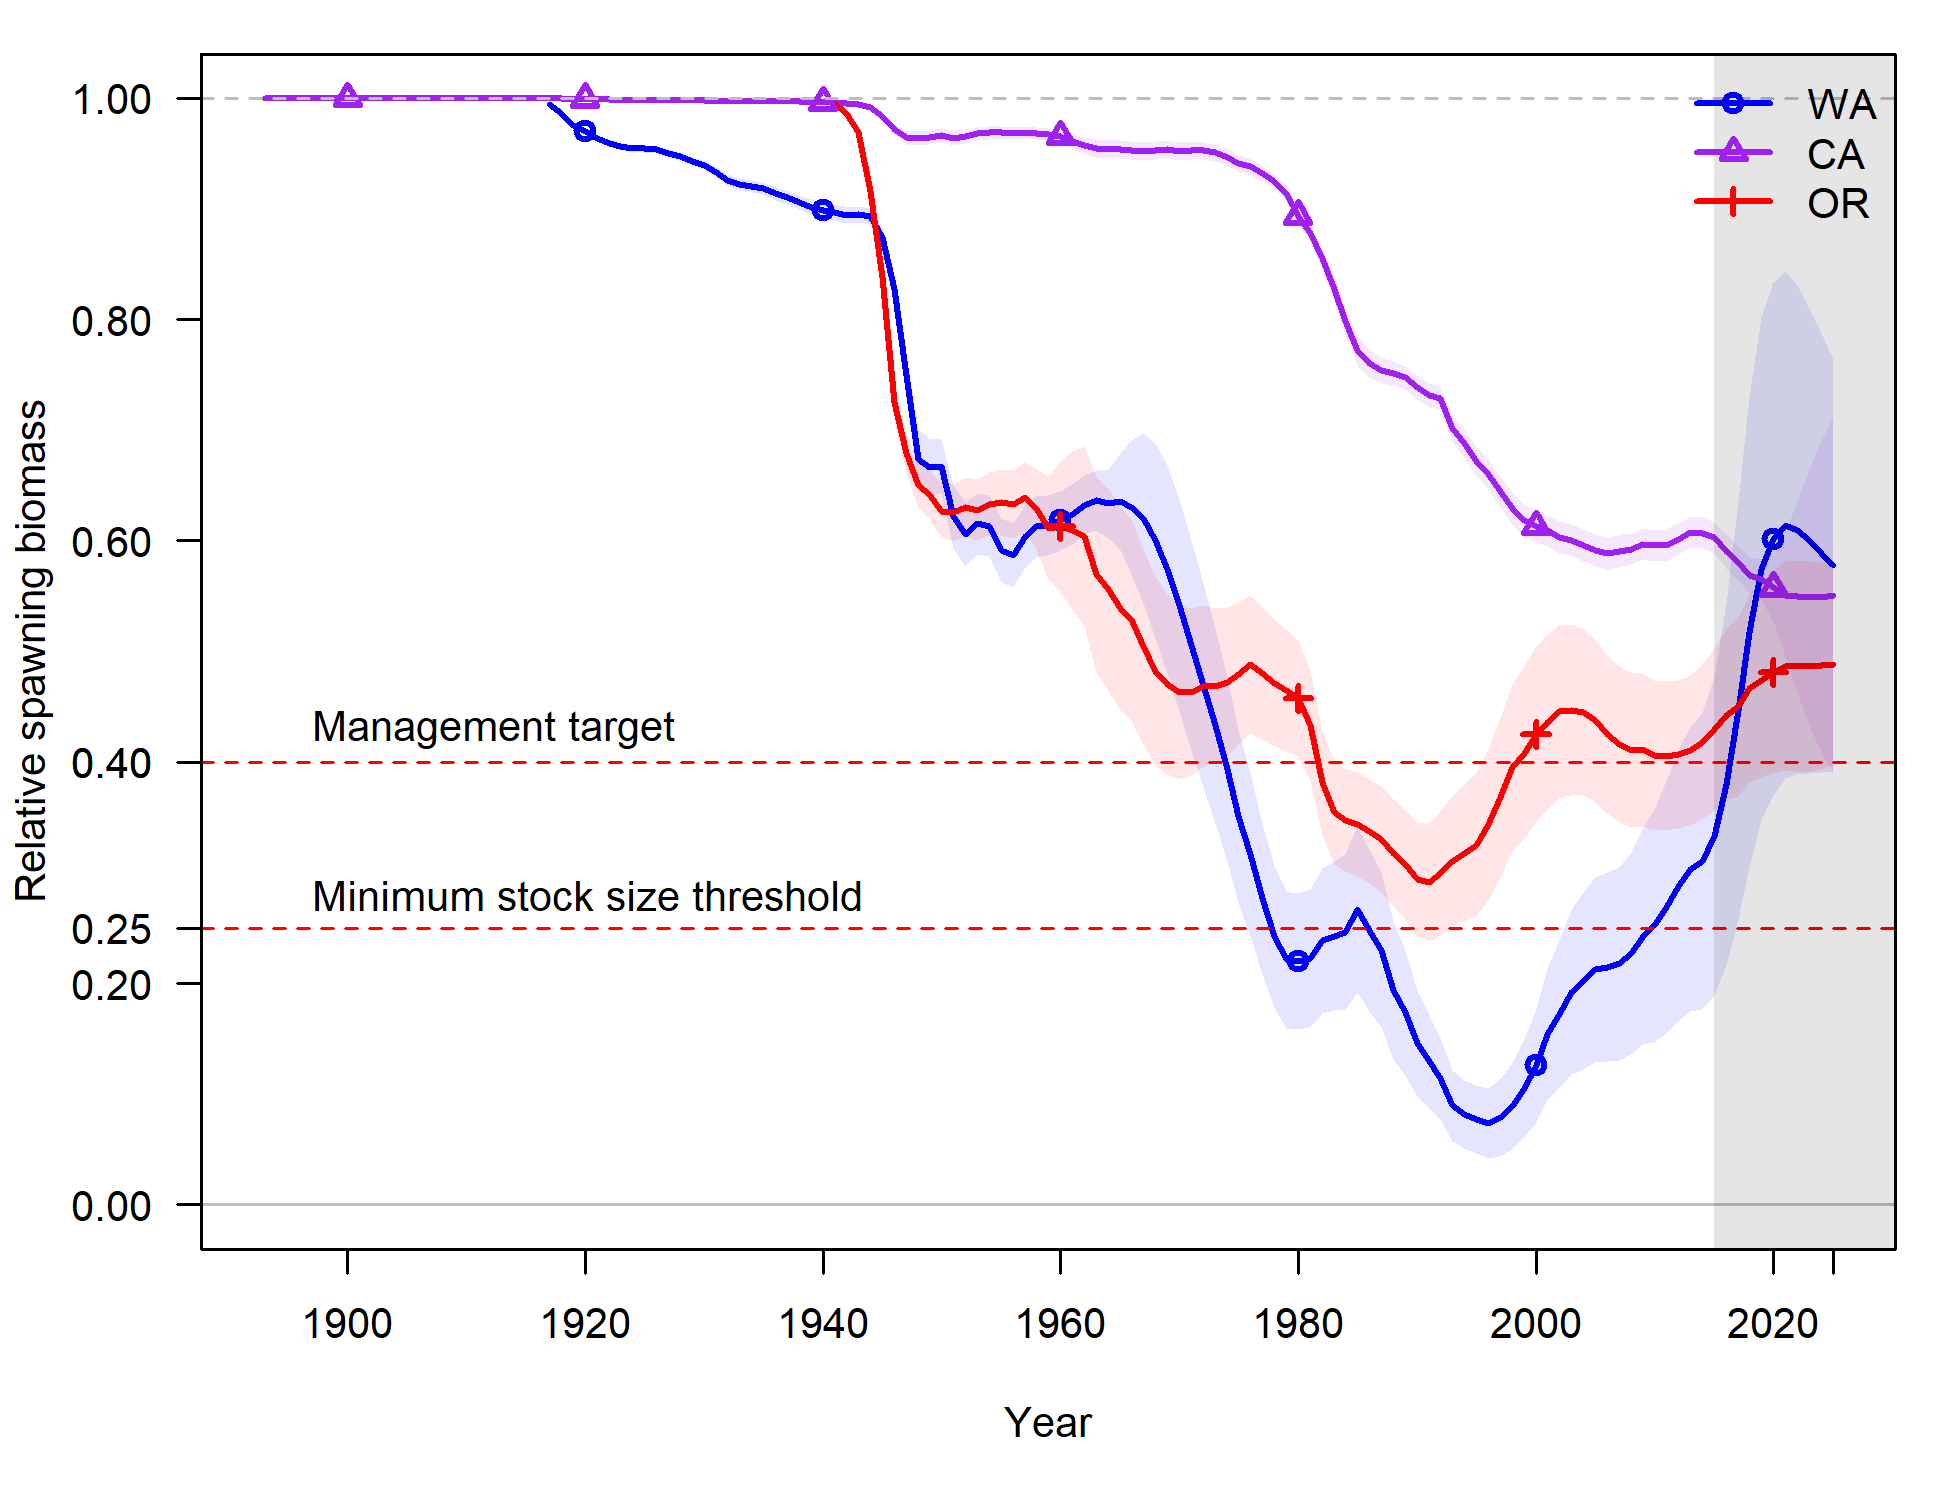 WA
CA
OR
1.00
0.80
0.60
0.40
0.25
0.20
0.00
Relative spawning biomass
Management target
Minimum stock size threshold
1900 1920 1940 1960 1980 2000 2020
Year